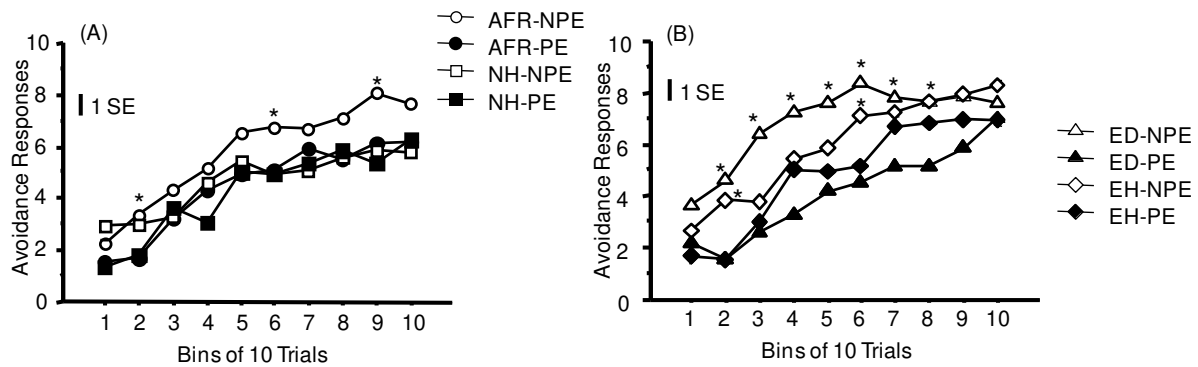 (A)
AFR-NPE
AFR-PE
NH-NPE
NH-PE
10
8
6
4
2
0
1 SE
Avoidance Responses
*
*
*
1 2 3 4 5 6 7 8 9 10
Bins of 10 Trials
(B)
10
8
6
4
2
0
1 SE
Avoidance Responses
*
*
*
*
*
*
*
*
*
1 2 3 4 5 6 7 8 9 10
Bins of 10 Trials
ED-NPE
ED-PE
EH-NPE
EH-PE